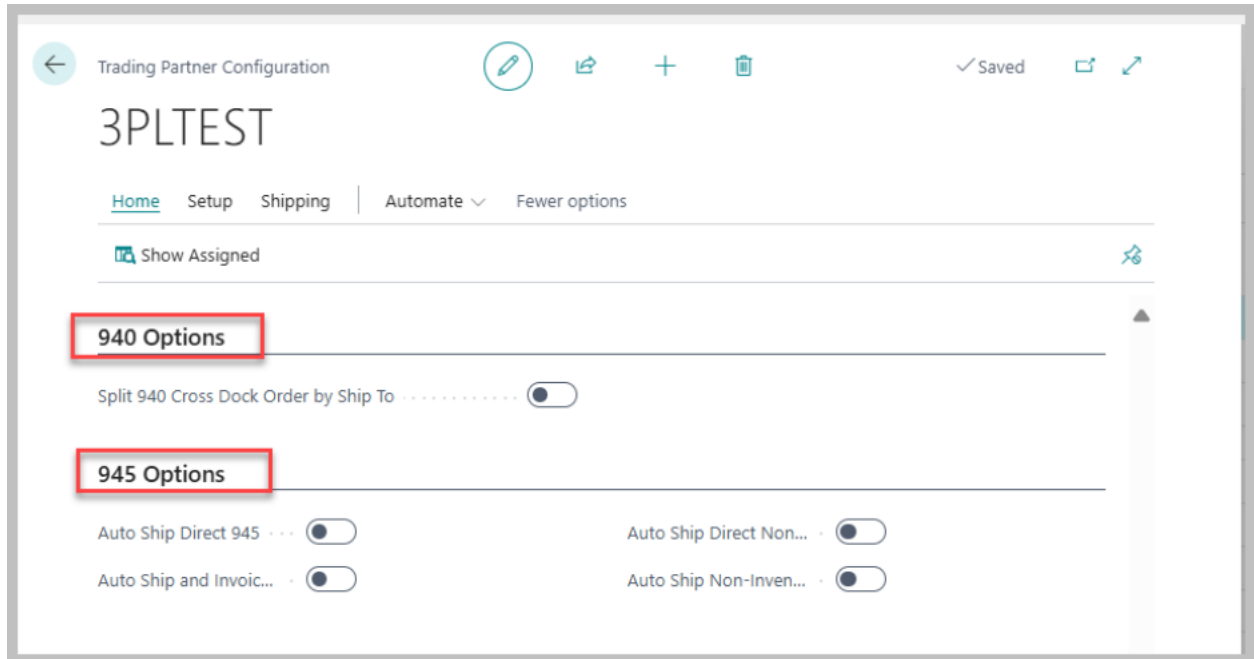 Trading Partner Configuration
Saved
3PLTEST
Home Setup Shipping Automate Fewer options
Show Assigned
940 Options
Split 940 Cross Dock Order by Ship To
945 Options
Auto Ship Direct 945 Auto Ship Direct Non...
Auto Ship and Invoic... Auto Ship Non-Inven...